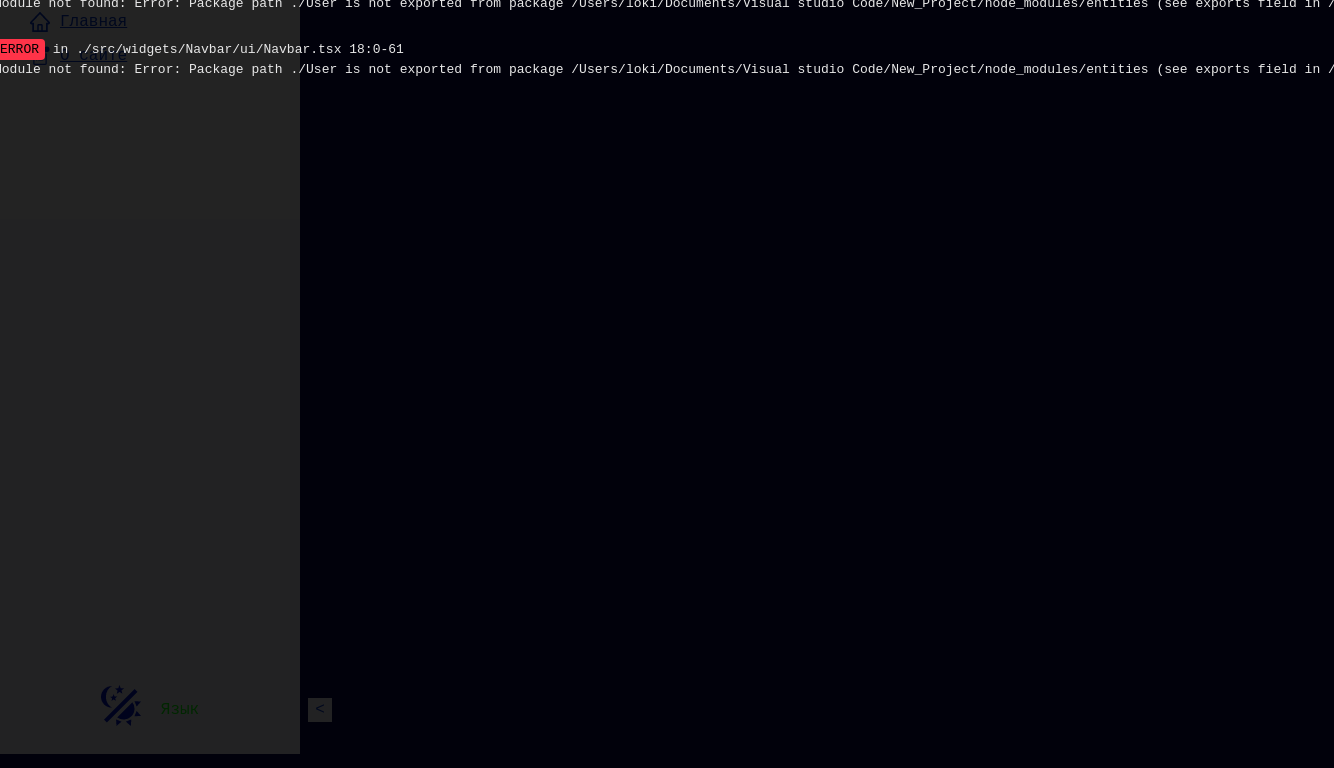 Module not found: Error: Package path ./User is not exported from package /Users/loki/Documents/Visual studio Code/New_Project/node_modules/entities (see exports field in /
Главная
ERROR in ./src/widgets/Navbar/ui/Navbar.tsx 18:0-61
О сайте
Module not found: Error: Package path ./User is not exported from package /Users/loki/Documents/Visual studio Code/New_Project/node_modules/entities (see exports field in /
Язык
<